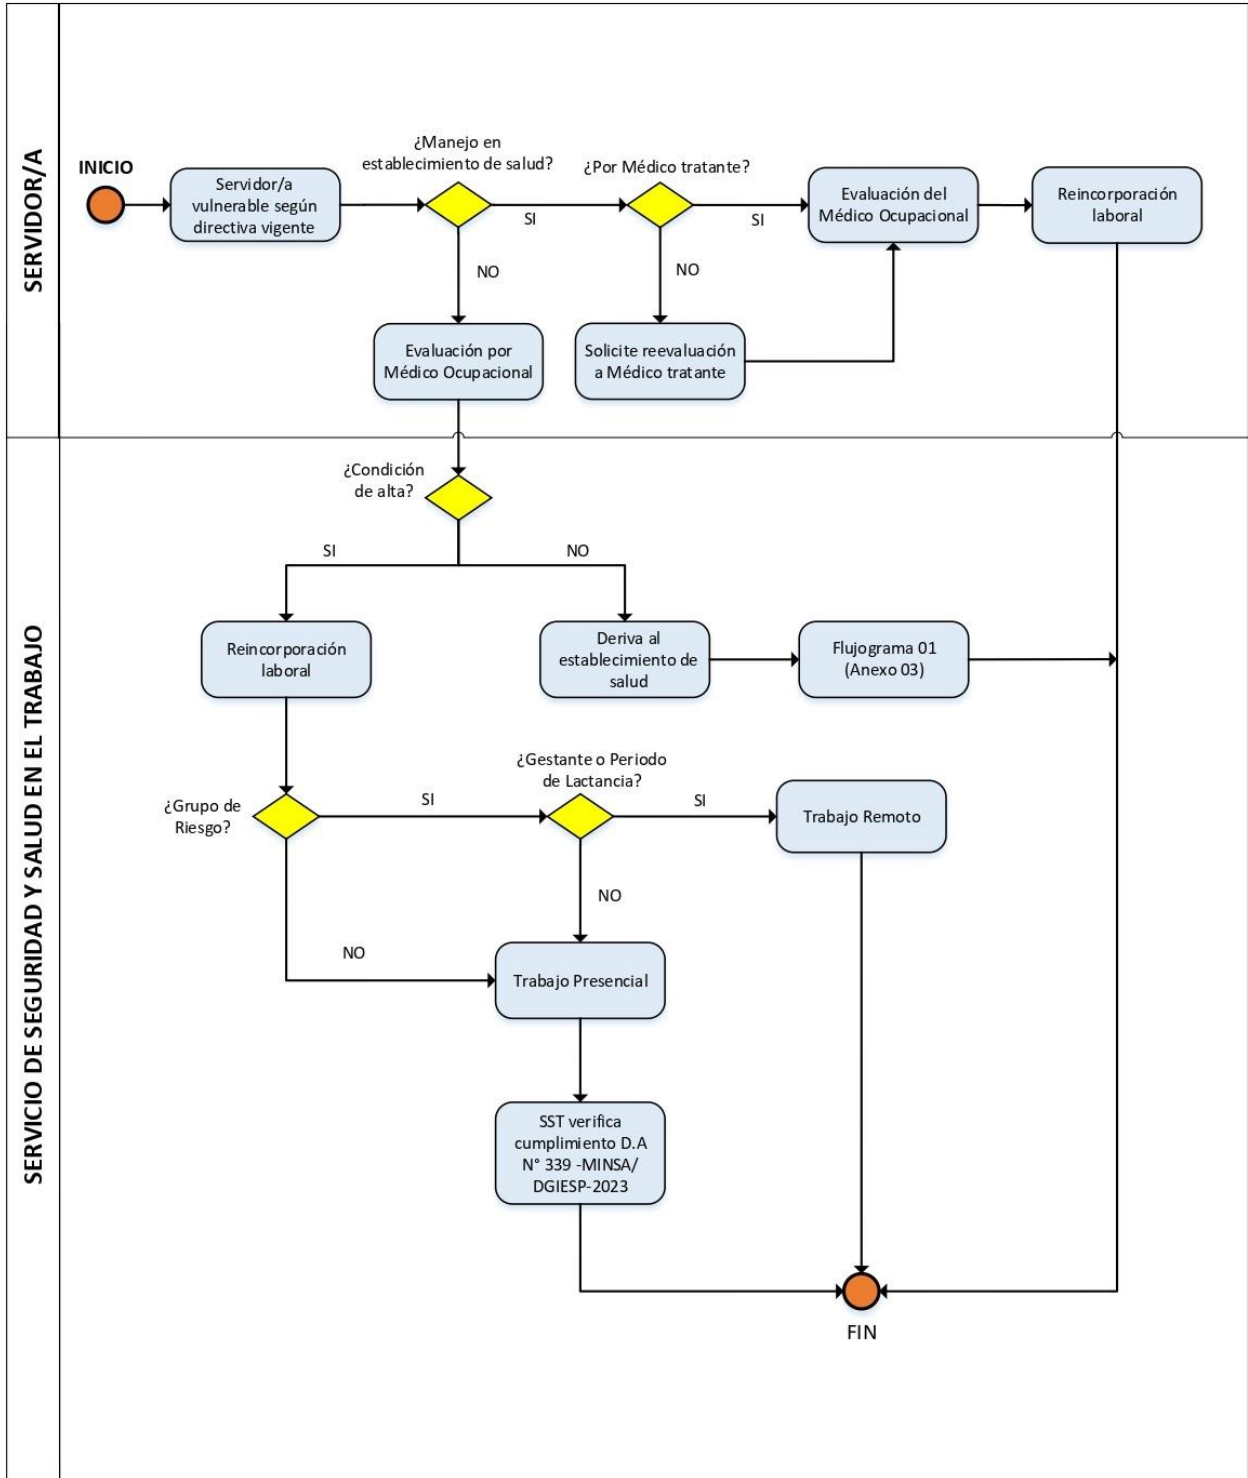 SERVIDOR/A
INICIO
Servidor/a
vulnerable según
directiva vigente
¿Manejo en
establecimiento de salud?
SI
NO
¿Por Médico tratante?
SI
NO
Evaluación del
Médico Ocupacional
Reincorporación
laboral
Evaluación por
Médico Ocupacional
Solicite reevaluación
a Médico tratante
SERVICIO DE SEGURIDAD Y SALUD EN EL TRABAJO
¿Condición
de alta?
SI
NO
Reincorporación
laboral
Deriva al
establecimiento de
salud
Flujograma 01
(Anexo 03)
¿Grupo de
Riesgo?
SI
NO
¿Gestante o Periodo
de Lactancia?
SI
NO
Trabajo Remoto
Trabajo Presencial
SST verifica
cumplimiento D.A
N° 339 -MINSA/
DGIESP-2023
FIN